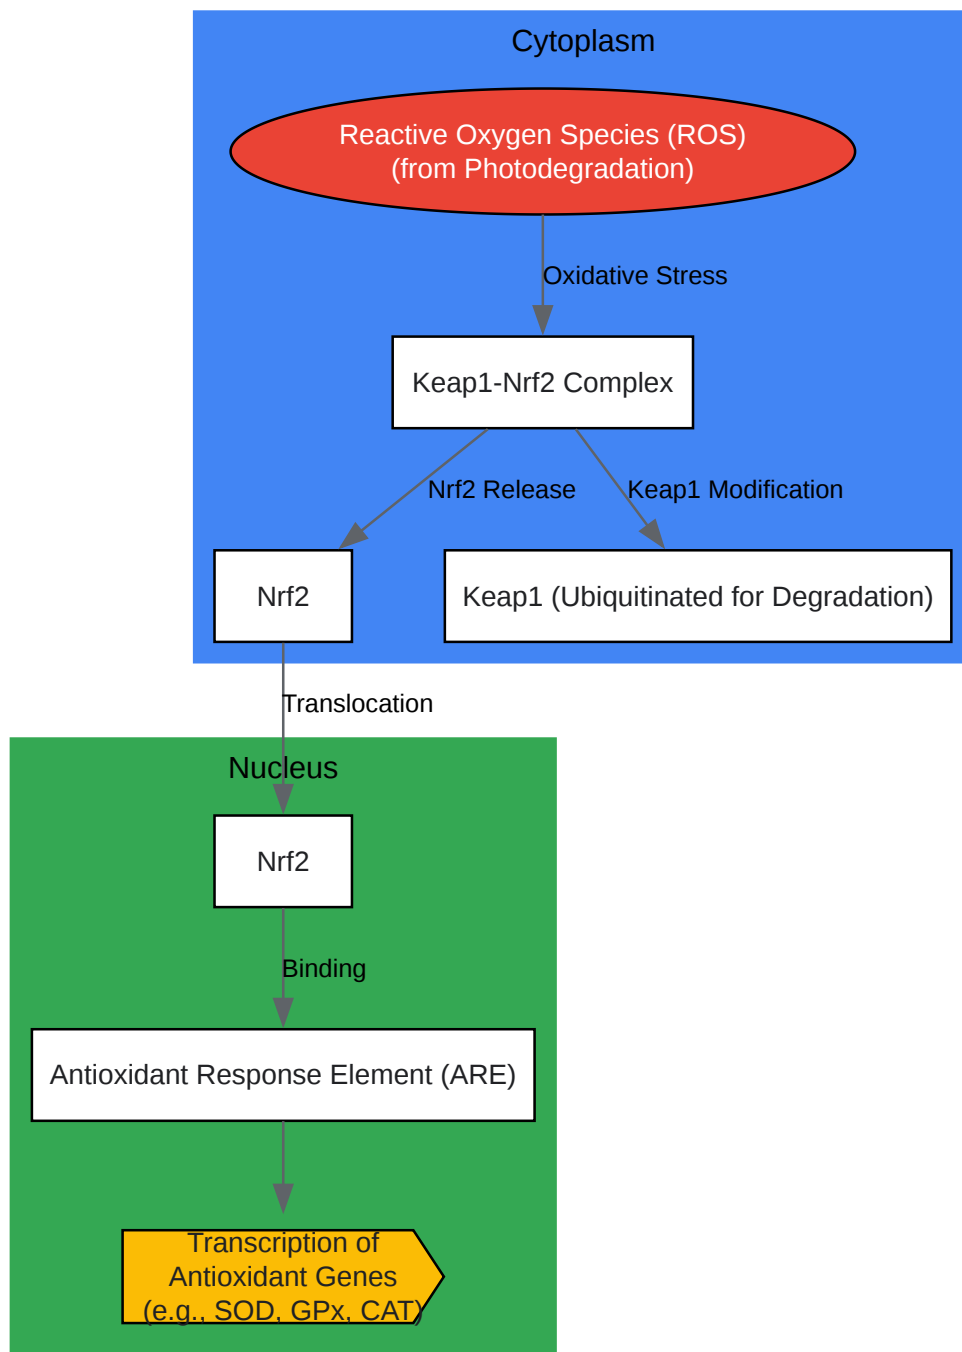 Cytoplasm
Reactive Oxygen Species (ROS)
(from Photodegradation)
Oxidative Stress
Keap1-Nrf2 Complex
Nrf2 Release
Keap1 Modification
Nrf2
Keap1 (Ubiquitinated for Degradation)
Translocation
Nucleus
Nrf2
Binding
Antioxidant Response Element (ARE)
Transcription of
Antioxidant Genes
(e.g., SOD, GPx, CAT)